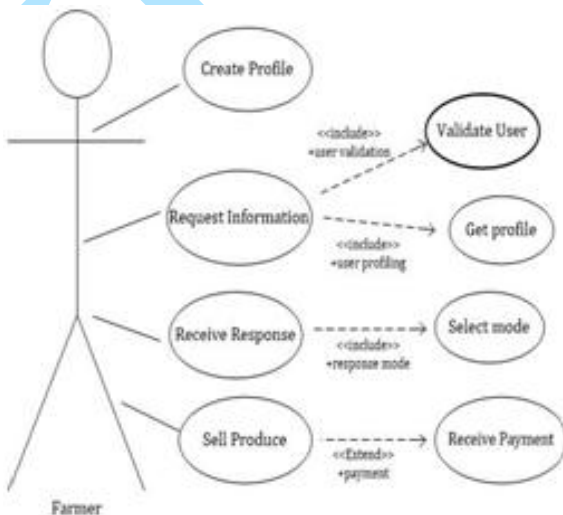 Create Profile
<<include>>
+user validation
Validate User
Request Information
Get profile
<<include>>
+user profiling
Receive Response
Select mode
<<include>>
+response mode
Sell Produce
Receive Payment
<<Extend>>
+payment
Farmer